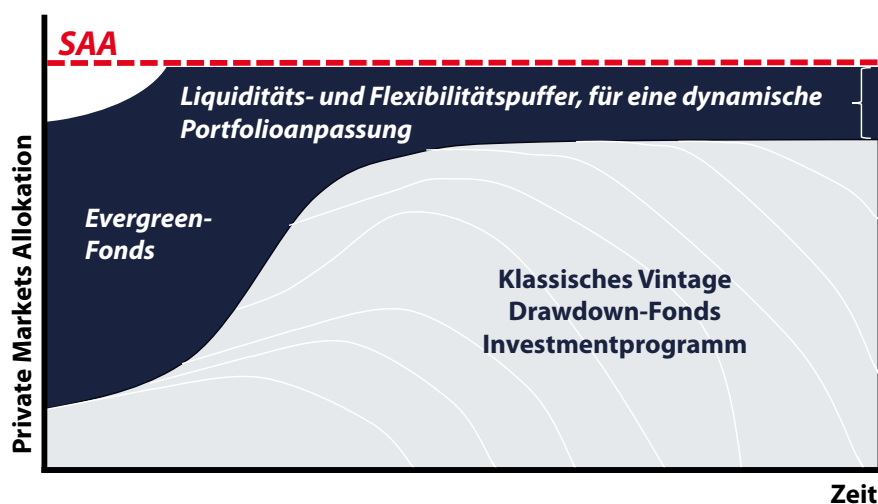 SAA
Liquiditäts- und Flexibilitätspuffer, für eine dynamische
Portfolioanpassung
Evergreen-
Fonds
Klassisches Vintage
Drawdown-Fonds
Investmentprogramm
Private Markets Allokation
Zeit